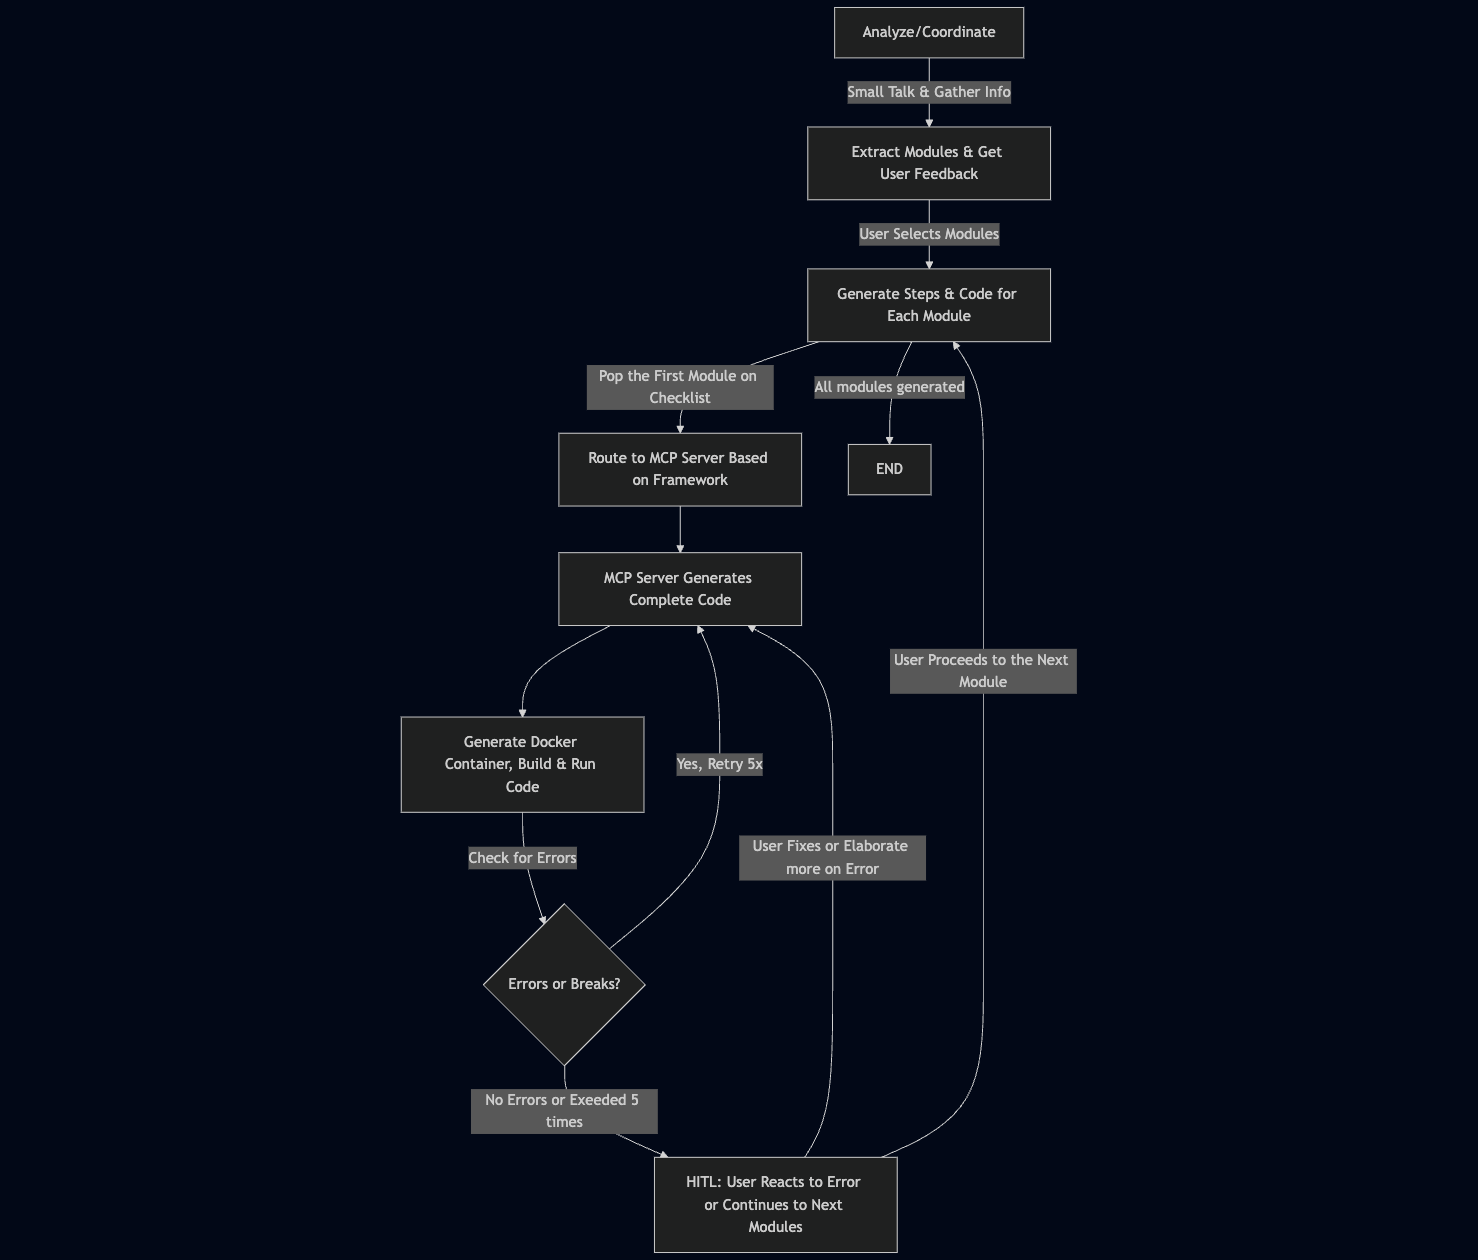 Analyze/Coordinate
Small Talk & Gather Info
Extract Modules & Get
User Feedback
User Selects Modules
Generate Steps & Code for
Each Module
Pop the First Module on
Checklist
All modules generated
Route to MCP Server Based
on Framework
END
MCP Server Generates
Complete Code
User Proceeds to the Next
Module
Generate Docker
Container, Build & Run
Code
Yes, Retry 5x
Check for Errors
User Fixes or Elaborate
more on Error
Errors or Breaks?
No Errors or Exeeded 5
times
HITL: User Reacts to Error
or Continues to Next
Modules